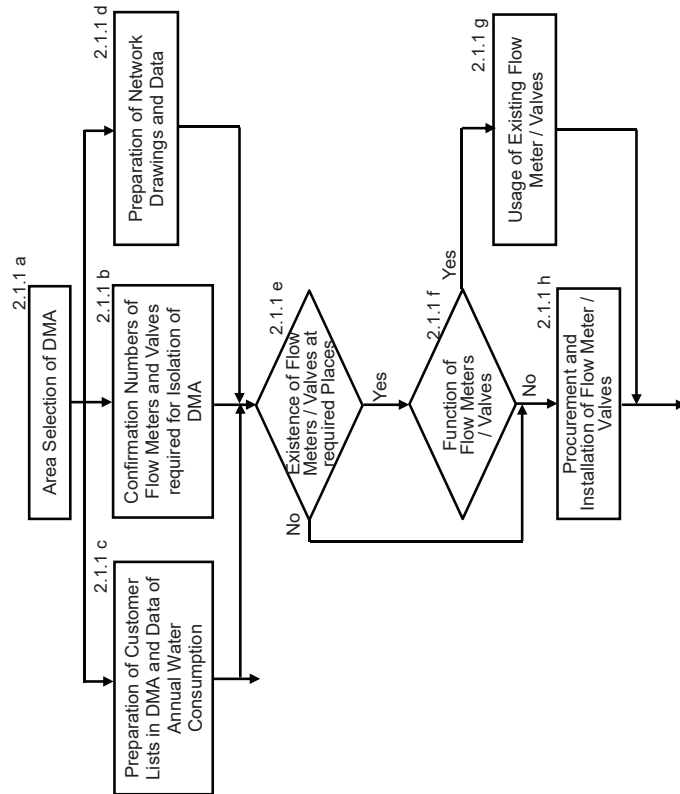 2.1.1 a
Area Selection of DMA
2.1.1 c
Preparation of Customer
Lists in DMA and Data of
Annual Water
Consumption
2.1.1 b
Confirmation Numbers of
Flow Meters and Valves
required for Isolation of
DMA
2.1.1 d
Preparation of Network
Drawings and Data
2.1.1 e
Existence of Flow
Meters / Valves at
required Places
No
Yes
2.1.1 f
Function of
Flow Meters
/ Valves
Yes
No
2.1.1 g
Usage of Existing Flow
Meter / Valves
2.1.1 h
Procurement and
Installation of Flow Meter /
Valves